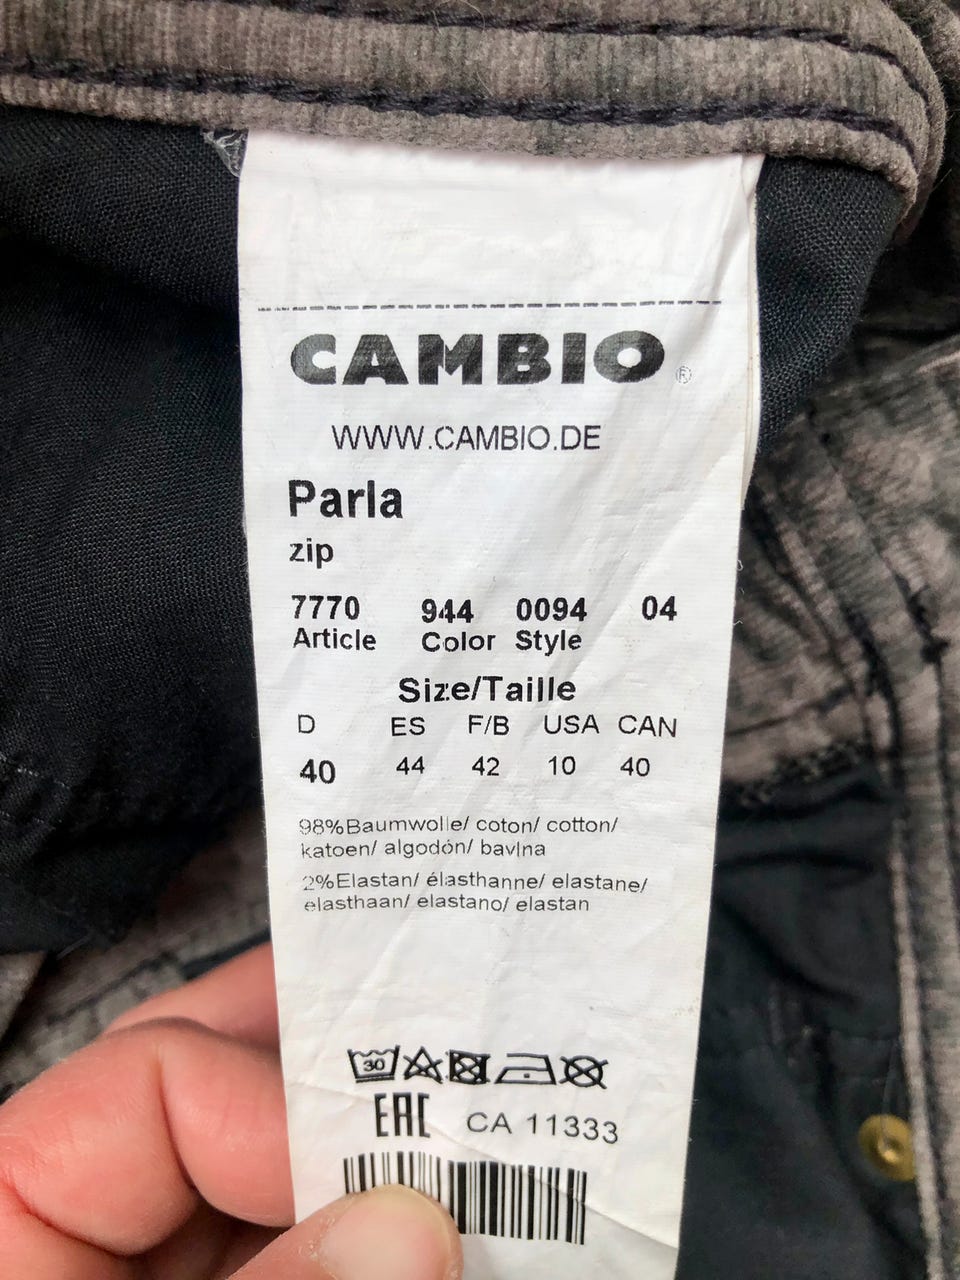 CAMBIO®
WWW.CAMBIO.DE
Parla
zip
7770 944 0094 04
Article Color Style
Size/Taille
D ES F/B USA CAN
40 44 42 10 40
98%Baumwolle/ coton/ cotton/
katoen/ algodón/ bavlna
2%Elastan/ élasthanne/ elastane/
elasthaan/ elastano/ elastan
30
EAC CA 11333